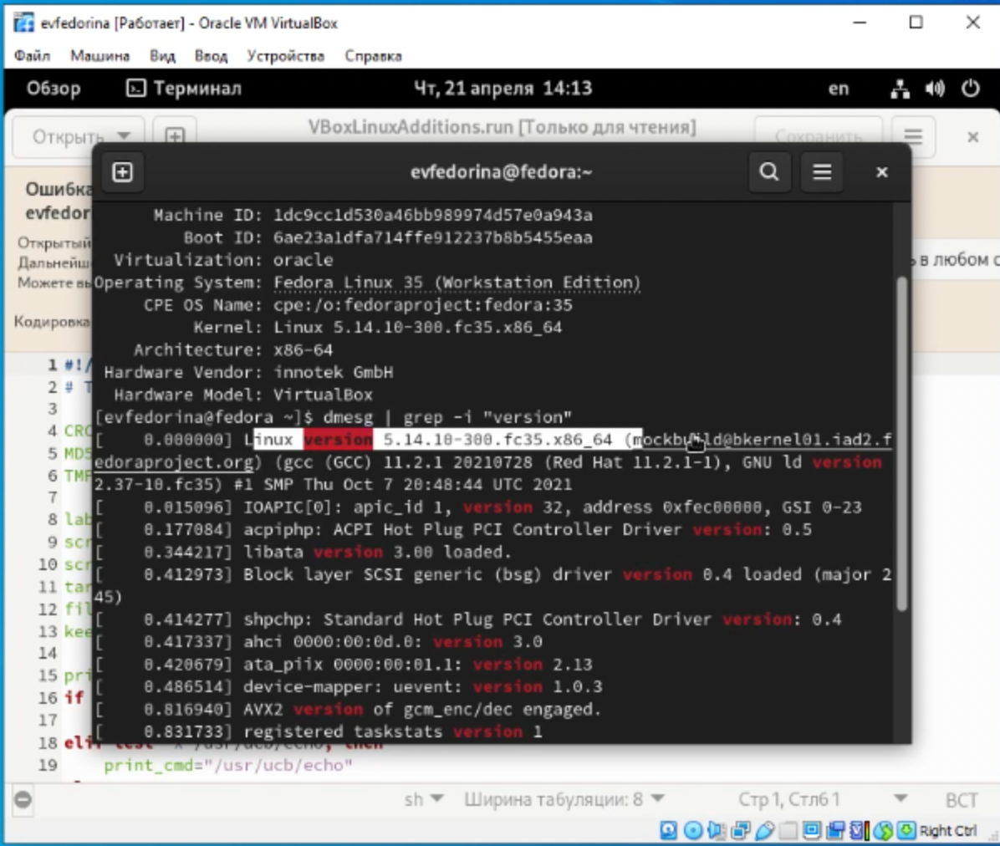 evfedorina [Работает] - Oracle VM VirtualBox
Файл Машина Вид Ввод Устройства Справка
Обзор Терминал Чт, 21 апреля 14:13 en
Открыть VBoxLinuxAdditions.run [Только для чтения] Сохранить
evfedorina@fedora:~
Ошибка
evfedor
Открытый
Дальнейш
Можете вы
в любом с
Кодировка
Machine ID: 1dc9cc1d530a46bb989974d57e0a943a
Boot ID: 6ae23a1dfa714ffe912237b8b5455eaa
Virtualization: oracle
Operating System: Fedora Linux 35 (Workstation Edition)
CPE OS Name: cpe:/o:fedoraproject:fedora:35
Kernel: Linux 5.14.10-300.fc35.x86_64
Architecture: x86-64
Hardware Vendor: innotek GmbH
Hardware Model: VirtualBox
[evfedorina@fedora ~]$ dmesg | grep -i "version"
[    0.000000] Linux version 5.14.10-300.fc35.x86_64 (mockbuild@bkernel01.iad2.f
edoraproject.org) (gcc (GCC) 11.2.1 20210728 (Red Hat 11.2.1-1), GNU ld version
2.37-10.fc35) #1 SMP Thu Oct 7 20:48:44 UTC 2021
[    0.015096] IOAPIC[0]: apic_id 1, version 32, address 0xfec00000, GSI 0-23
[    0.177084] acpiphp: ACPI Hot Plug PCI Controller Driver version: 0.5
[    0.344217] libata version 3.00 loaded.
[    0.412973] Block layer SCSI generic (bsg) driver version 0.4 loaded (major 2
45)
[    0.414277] shpchp: Standard Hot Plug PCI Controller Driver version: 0.4
[    0.417337] ahci 0000:00:0d.0: version 3.0
[    0.420679] ata_piix 0000:00:01.1: version 2.13
[    0.486514] device-mapper: uevent: version 1.0.3
[    0.816940] AVX2 version of gcm_enc/dec engaged.
[    0.831733] registered taskstats version 1
1 #!/
2 # T
3
4 CRC
5 MD5
6 TMP
7
8 lab
9 scr
10 scr
11 tar
12 fil
13 kee
14
15 pri
16 if
17
18 elif test -x /usr/ucb/echo; then
19 print_cmd="/usr/ucb/echo"
sh Ширина табуляции: 8 Стр 1, Стлб 1 ВСТ
Right Ctrl